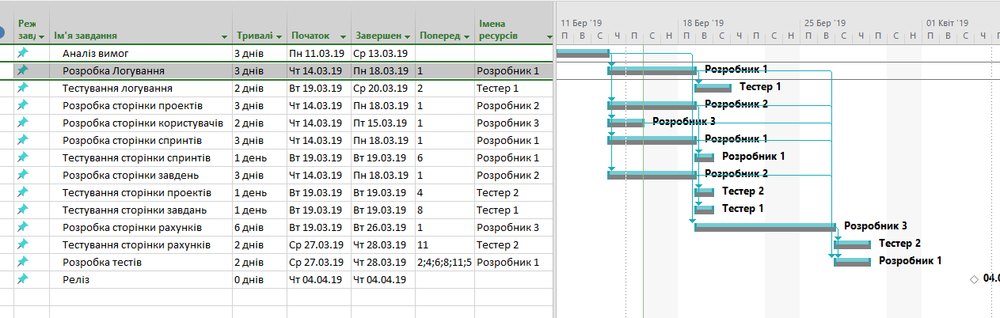 11 Бер '19 18 Бер '19 25 Бер '19 01 Квіт '19
Реж завд Ім'я завдання Тривалі Початок Завершен Поперед Імена ресурсів
П В С Ч П С Н П В С Ч П С Н П В С Ч П С Н П В С Ч П
Аналіз вимог 3 днів Пн 11.03.19 Ср 13.03.19
Розробка Логування 3 днів Чт 14.03.19 Пн 18.03.19 1 Розробник 1 Розробник 1
Тестування логування 2 днів Вт 19.03.19 Ср 20.03.19 2 Тестер 1 Тестер 1
Розробка сторінки проектів 3 днів Чт 14.03.19 Пн 18.03.19 1 Розробник 2 Розробник 2
Розробка сторінки користувачів 2 днів Чт 14.03.19 Пт 15.03.19 1 Розробник 3 Розробник 3
Розробка сторінки спринтів 3 днів Чт 14.03.19 Пн 18.03.19 1 Розробник 1 Розробник 1
Тестування сторінки спринтів 1 день Вт 19.03.19 Вт 19.03.19 6 Розробник 1 Розробник 1
Розробка сторінки завдень 3 днів Чт 14.03.19 Пн 18.03.19 1 Розробник 2 Розробник 2
Тестування сторінки проектів 1 день Вт 19.03.19 Вт 19.03.19 4 Тестер 2 Тестер 2
Тестування сторінки завдань 1 день Вт 19.03.19 Вт 19.03.19 8 Тестер 1 Тестер 1
Розробка сторінки рахунків 6 днів Вт 19.03.19 Вт 26.03.19 1 Розробник 3 Розробник 3
Тестування сторінки рахунків 2 днів Ср 27.03.19 Чт 28.03.19 11 Тестер 2 Тестер 2
Розробка тестів 2 днів Ср 27.03.19 Чт 28.03.19 2;4;6;8;11;5 Розробник 1 Розробник 1
Реліз 0 днів Чт 04.04.19 Чт 04.04.19